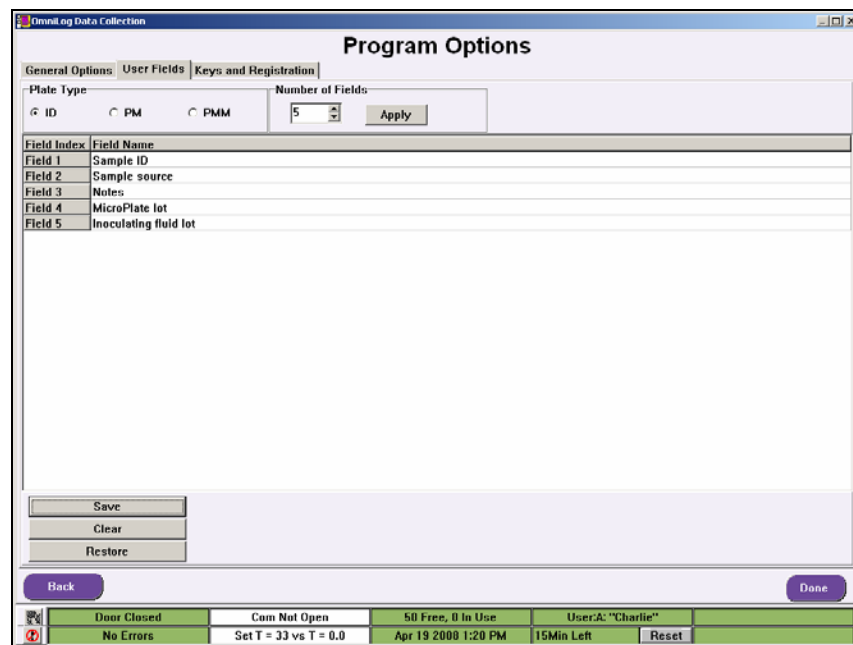 OmniLog Data Collection
Program Options
General Options User Fields Keys and Registration
Plate Type Number of Fields
ID PM PMM 5 Apply
Field Index Field Name
Field 1 Sample ID
Field 2 Sample source
Field 3 Notes
Field 4 MicroPlate lot
Field 5 Inoculating fluid lot
Save
Clear
Restore
Back Done
Door Closed Com Not Open 50 Free, 0 In Use User:A: "Charlie"
No Errors Set T = 33 vs T = 0.0 Apr 19 2008 1:20 PM 15Min Left Reset